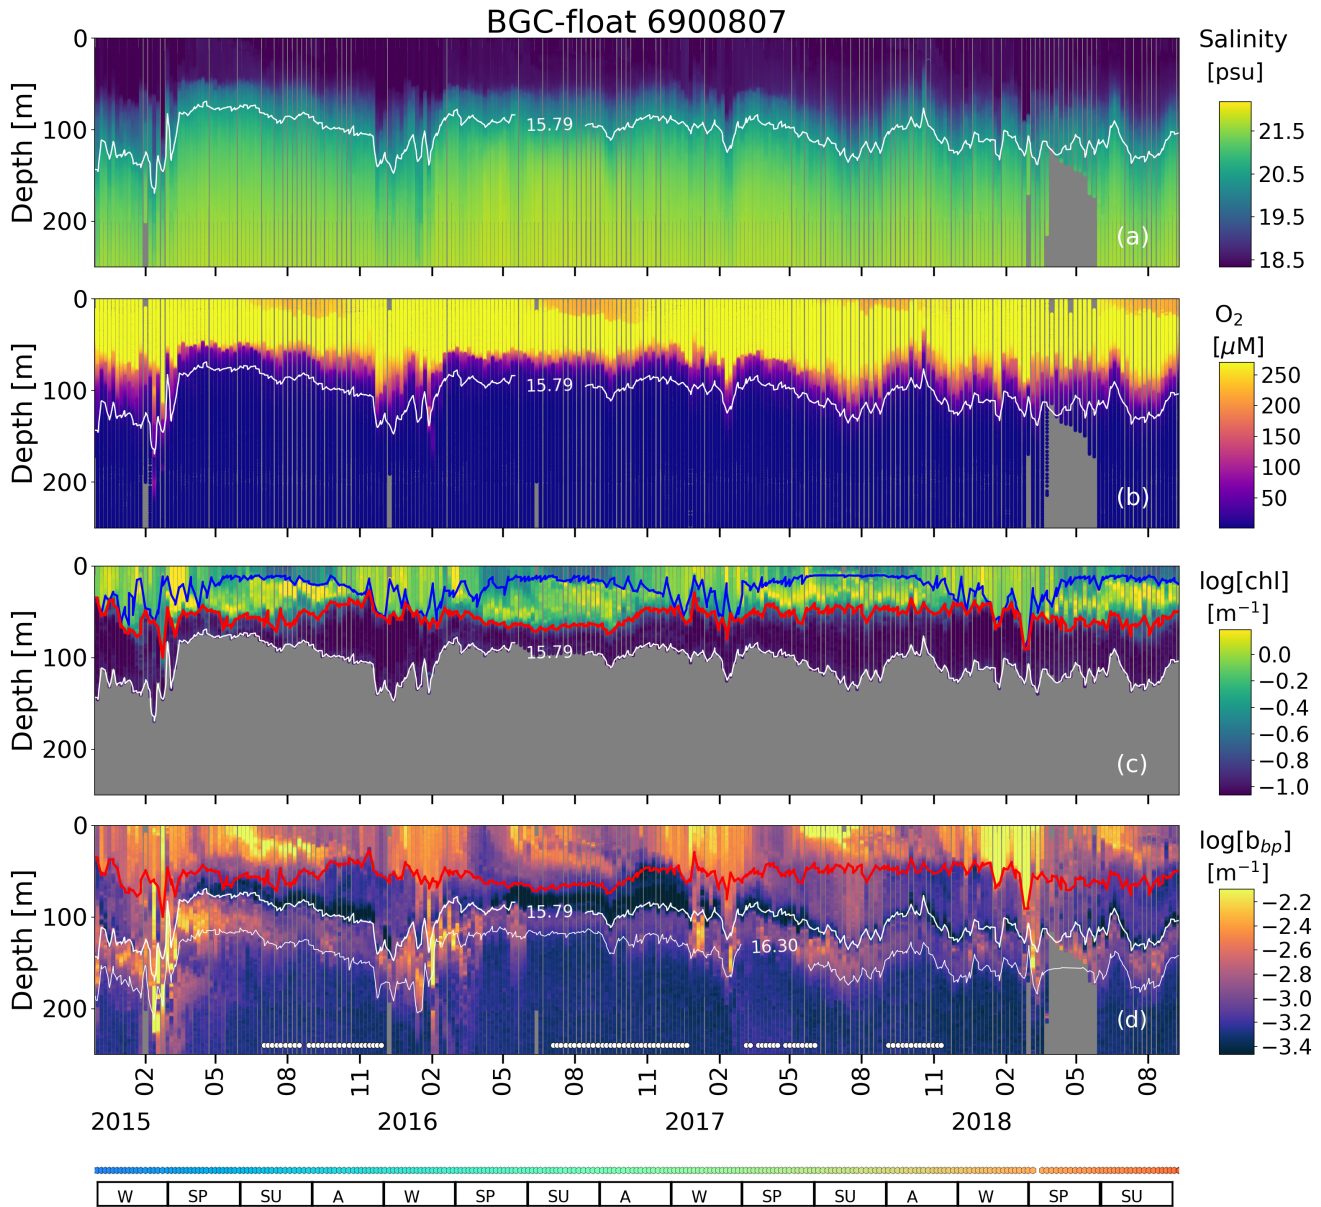 BGC-float 6900807
0
100
200
Depth [m]
15.79
(a)
Salinity
[psu]
21.5
20.5
19.5
18.5
0
100
200
Depth [m]
15.79
(b)
O₂
[μM]
250
200
150
100
50
0
100
200
Depth [m]
15.79
(c)
log[chl]
[m⁻¹]
0.0
−0.2
−0.4
−0.6
−0.8
−1.0
0
100
200
Depth [m]
15.79
16.30
(d)
log[b_bp]
[m⁻¹]
−2.2
−2.4
−2.6
−2.8
−3.0
−3.2
−3.4
02 05 08 11 02 05 08 11 02 05 08 11 02 05 08
2015 2016 2017 2018
W SP SU A W SP SU A W SP SU A W SP SU